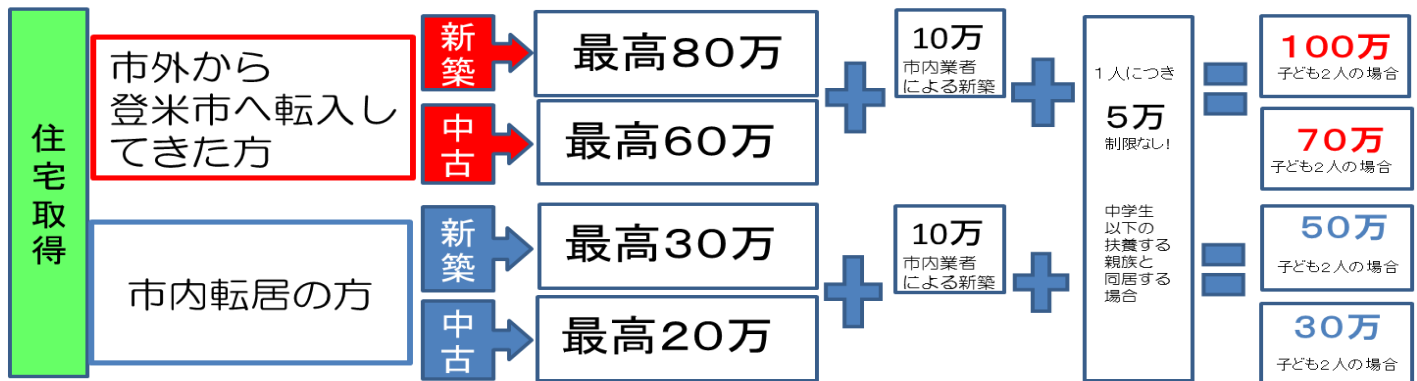 住宅取得
市外から
登米市へ転入し
てきた方
新築
最高80万
中古
最高60万
10万
市内業者
による新築
市内転居の方
新築
最高30万
中古
最高20万
10万
市内業者
による新築
1人につき
5万
制限なし!
中学生
以下の
扶養する
親族と
同居する
場合
100万
子ども2人の場合
70万
子ども2人の場合
50万
子ども2人の場合
30万
子ども2人の場合